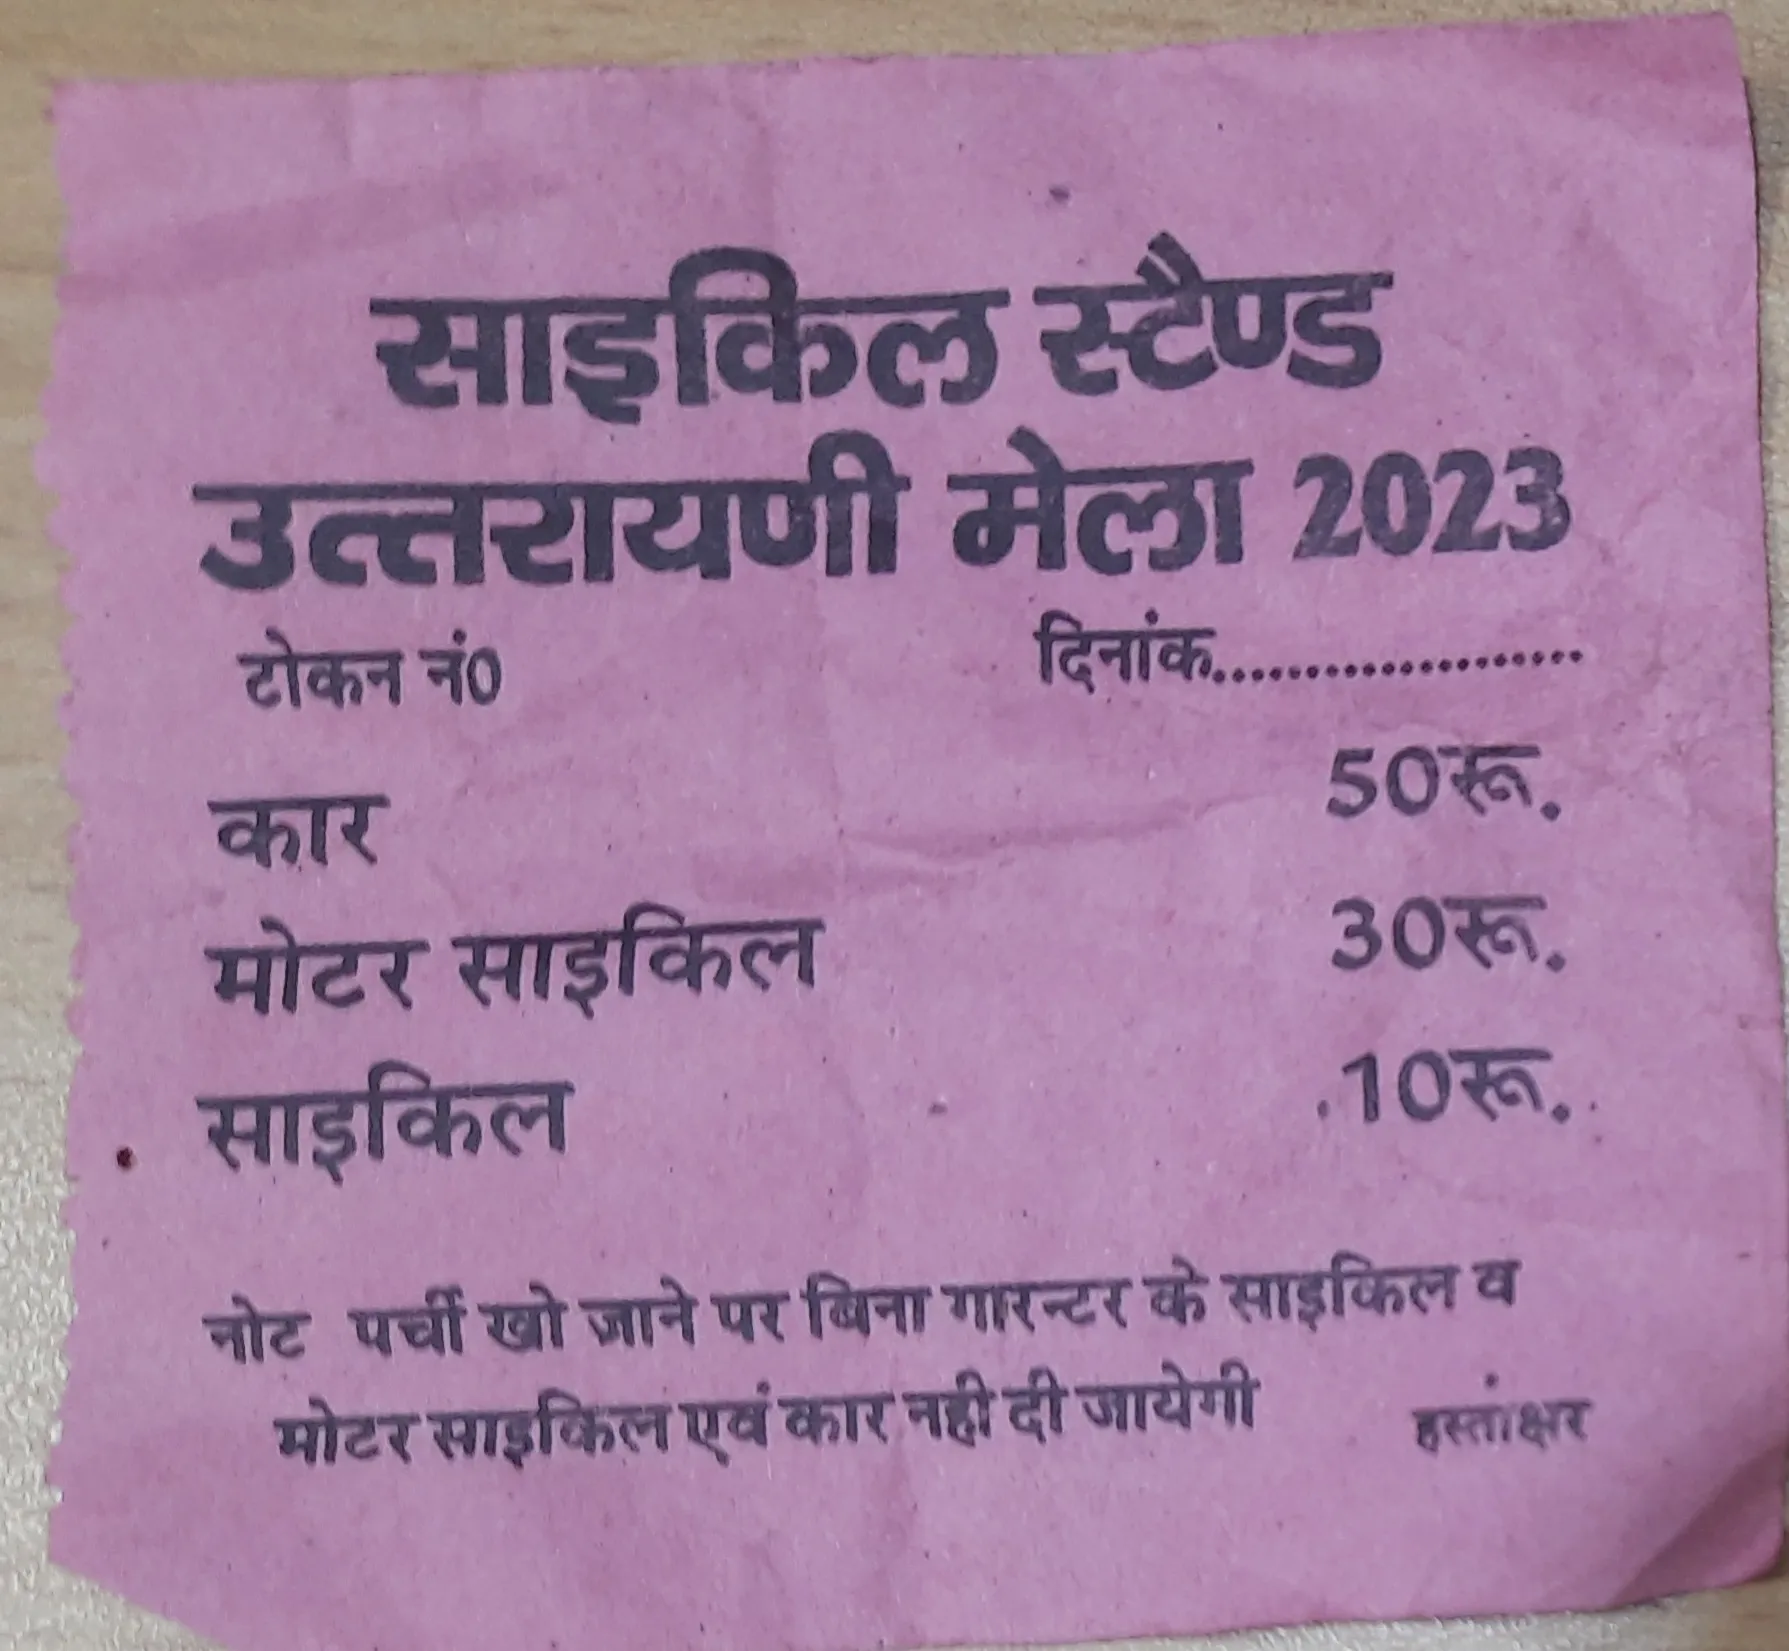 साइकिल स्टैण्ड
उत्तरायणी मेला 2023
टोकन नं0 दिनांक....................
कार 50रू.
मोटर साइकिल 30रू.
साइकिल 10रू.
नोट पर्ची खो जाने पर बिना गारन्टर के साइकिल व
मोटर साइकिल एवं कार नही दी जायेगी हस्तांक्षर